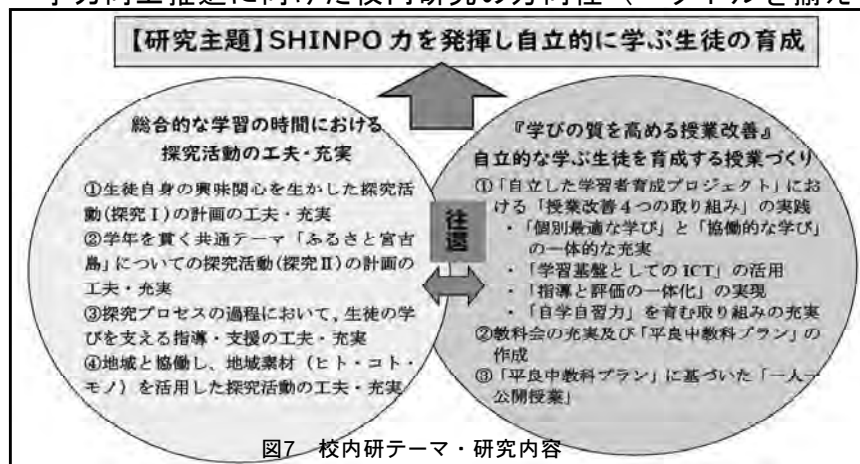 【研究主題】SHINPO 力を発揮し自立的に学ぶ生徒の育成
総合的な学習の時間における
探究活動の工夫・充実
①生徒自身の興味関心を生かした探究活
動(探究Ⅰ)の計画の工夫・充実
②学年を貫く共通テーマ「ふるさと宮古
島」についての探究活動(探究Ⅱ)の計画の
工夫・充実
③探究プロセスの過程において，生徒の学
びを支える指導・支援の工夫・充実
④地域と協働し、地域素材（ヒト・コト・
モノ）を活用した探究活動の工夫・充実
往還
『学びの質を高める授業改善』
自立的な学ぶ生徒を育成する授業づくり
①「自立した学習者育成プロジェクト」にお
ける「授業改善４つの取り組み」の実践
・「個別最適な学び」と「協働的な学び」
の一体的な充実
・「学習基盤としての ICT」の活用
・「指導と評価の一体化」の実現
・「自学自習力」を育む取り組みの充実
②教科会の充実及び「平良中教科プラン」の
作成
③「平良中教科プラン」に基づいた「一人一
公開授業」
図7 校内研テーマ・研究内容